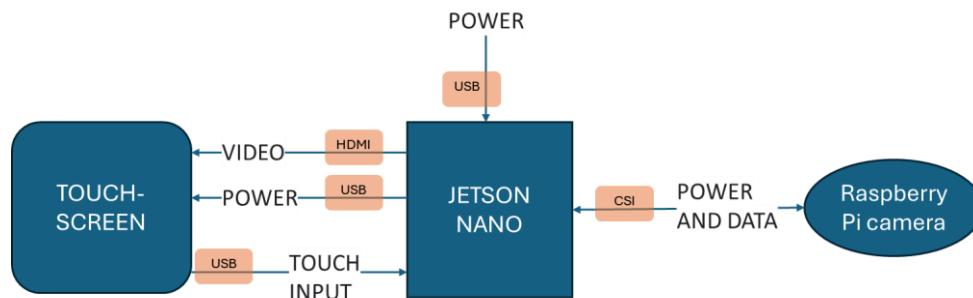 POWER
USB
VIDEO
HDMI
POWER
USB
USB
TOUCH
INPUT
TOUCH-
SCREEN
JETSON
NANO
CSI
POWER
AND DATA
Raspberry
Pi camera